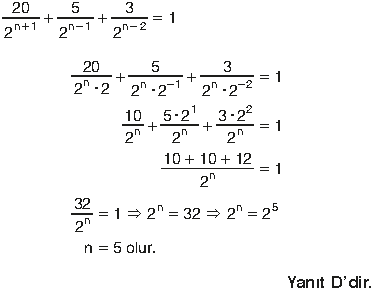 20/2^(n+1) + 5/2^(n−1) + 3/2^(n−2) = 1
20/(2^n · 2) + 5/(2^n · 2^(−1)) + 3/(2^n · 2^(−2)) = 1
10/2^n + (5 · 2^1)/2^n + (3 · 2^2)/2^n = 1
(10 + 10 + 12)/2^n = 1
32/2^n = 1 ⇒ 2^n = 32 ⇒ 2^n = 2^5
n = 5 olur.
Yanıt D'dir.